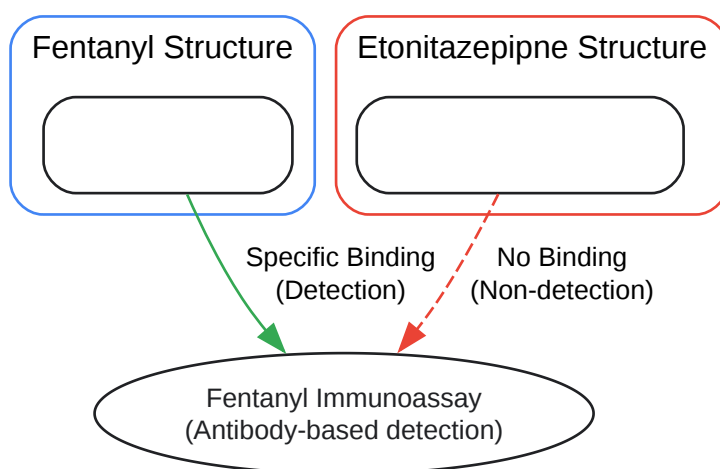 Fentanyl Structure
Etonitazepipne Structure
Specific Binding
(Detection)
No Binding
(Non-detection)
Fentanyl Immunoassay
(Antibody-based detection)